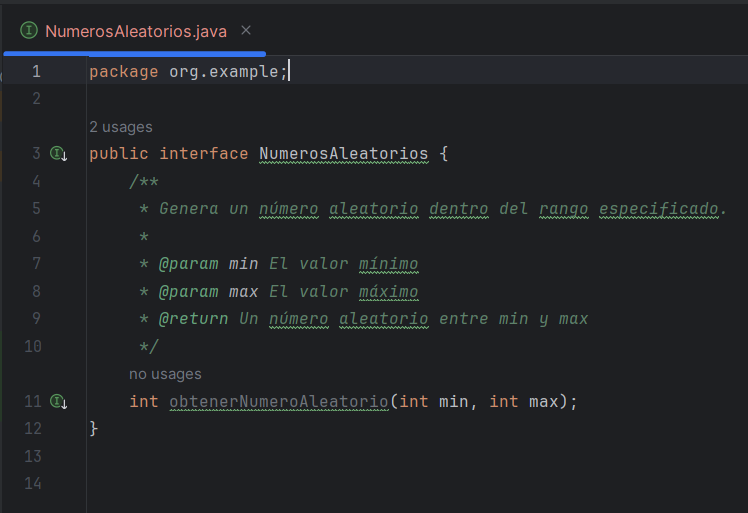 NumerosAleatorios.java
1 package org.example;
2
2 usages
3 public interface NumerosAleatorios {
4 /**
5 * Genera un número aleatorio dentro del rango especificado.
6 *
7 * @param min El valor mínimo
8 * @param max El valor máximo
9 * @return Un número aleatorio entre min y max
10 */
no usages
11 int obtenerNumeroAleatorio(int min, int max);
12 }
13
14